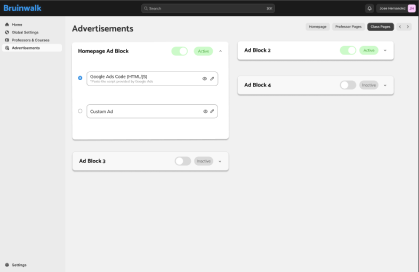 Bruinwalk
Search
⌘K
Home
Global Settings
Professors & Courses
Advertisements
Settings
Advertisements
Homepage
Professor Pages
Class Pages
Homepage Ad Block
Active
Google Ads Code (HTML/JS)
Custom Ad
Ad Block 2
Active
Ad Block 3
Inactive
Ad Block 4
Inactive